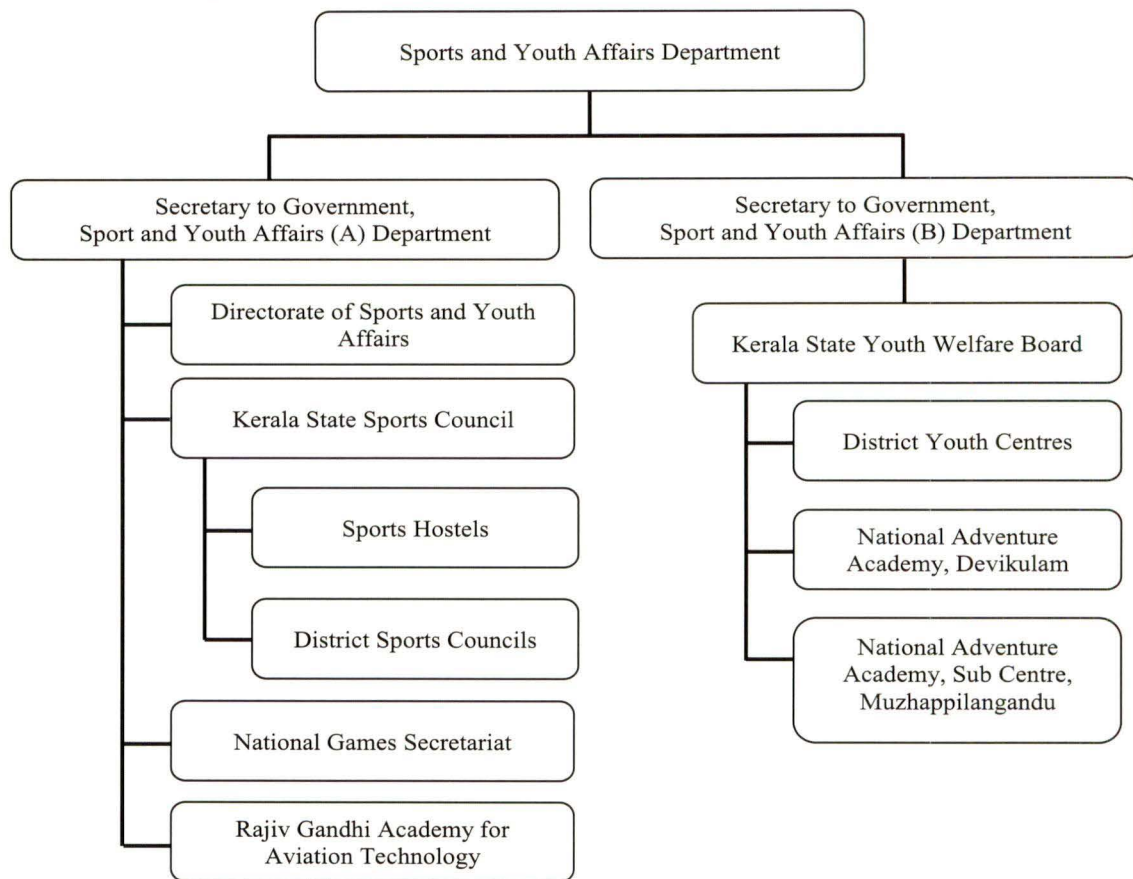 Sports and Youth Affairs Department
Secretary to Government,
Sport and Youth Affairs (A) Department
Directorate of Sports and Youth
Affairs
Kerala State Sports Council
Sports Hostels
District Sports Councils
National Games Secretariat
Rajiv Gandhi Academy for
Aviation Technology
Secretary to Government,
Sport and Youth Affairs (B) Department
Kerala State Youth Welfare Board
District Youth Centres
National Adventure
Academy, Devikulam
National Adventure
Academy, Sub Centre,
Muzhappilangandu